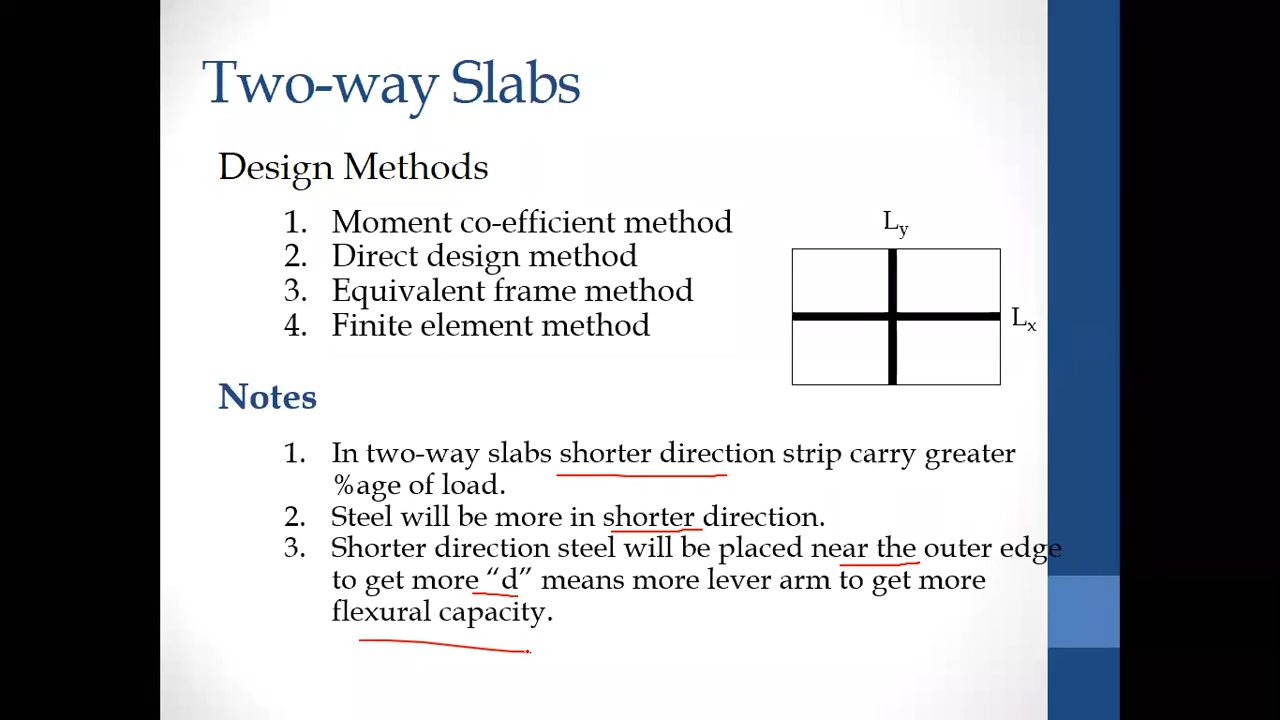 Two-way Slabs
Design Methods
1. Moment co-efficient method
2. Direct design method
3. Equivalent frame method
4. Finite element method
Ly
Lx
Notes
1. In two-way slabs shorter direction strip carry greater
%age of load.
2. Steel will be more in shorter direction.
3. Shorter direction steel will be placed near the outer edge
to get more “d” means more lever arm to get more
flexural capacity.